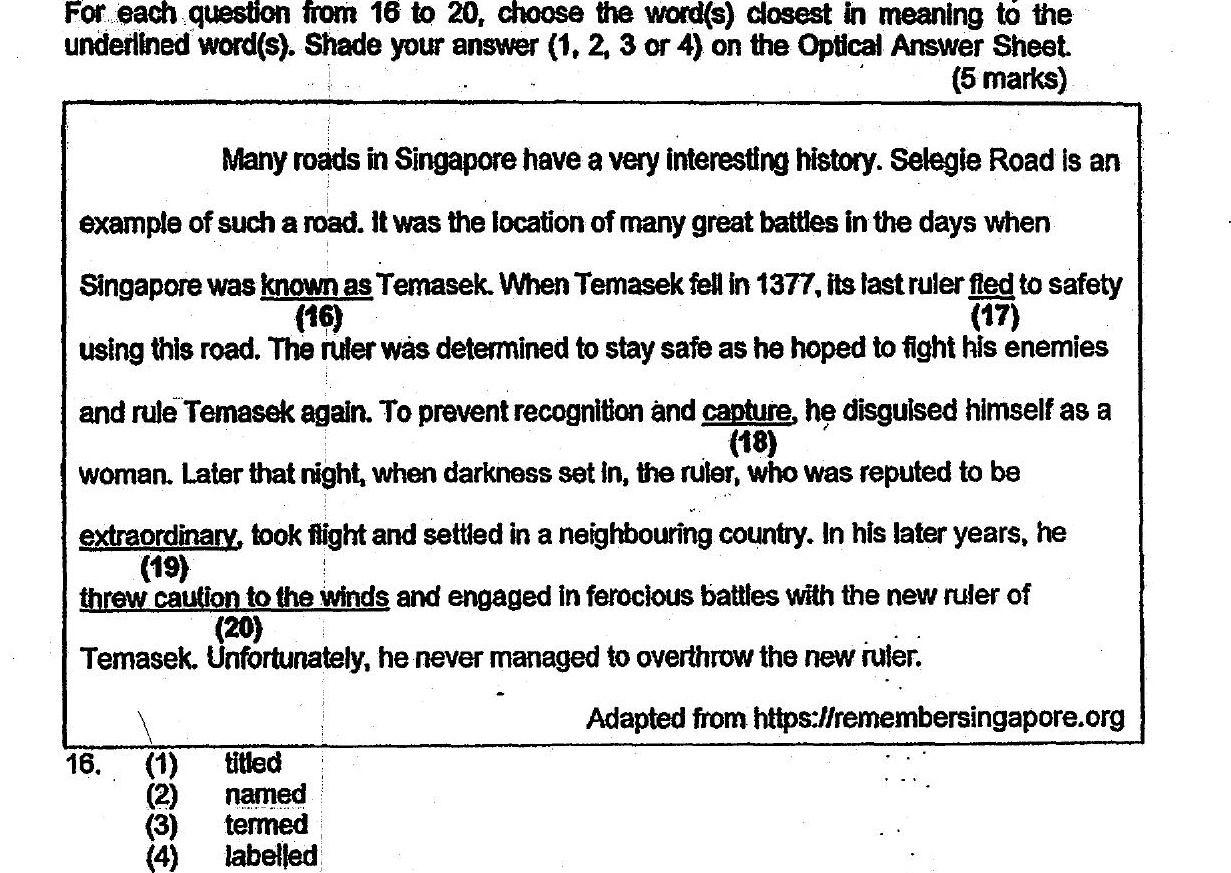 For each question from 16 to 20, choose the word(s) closest in meaning to the
underlined word(s). Shade your answer (1, 2, 3 or 4) on the Optical Answer Sheet.
(5 marks)
Many roads in Singapore have a very interesting history. Selegie Road is an
example of such a road. It was the location of many great battles in the days when
Singapore was known as Temasek. When Temasek fell in 1377, its last ruler fled to safety
(16) (17)
using this road. The ruler was determined to stay safe as he hoped to fight his enemies
and rule Temasek again. To prevent recognition and capture, he disguised himself as a
(18)
woman. Later that night, when darkness set in, the ruler, who was reputed to be
extraordinary, took flight and settled in a neighbouring country. In his later years, he
(19)
threw caution to the winds and engaged in ferocious battles with the new ruler of
(20)
Temasek. Unfortunately, he never managed to overthrow the new ruler.
Adapted from https://remembersingapore.org
16. (1) titled
(2) named
(3) termed
(4) labelled